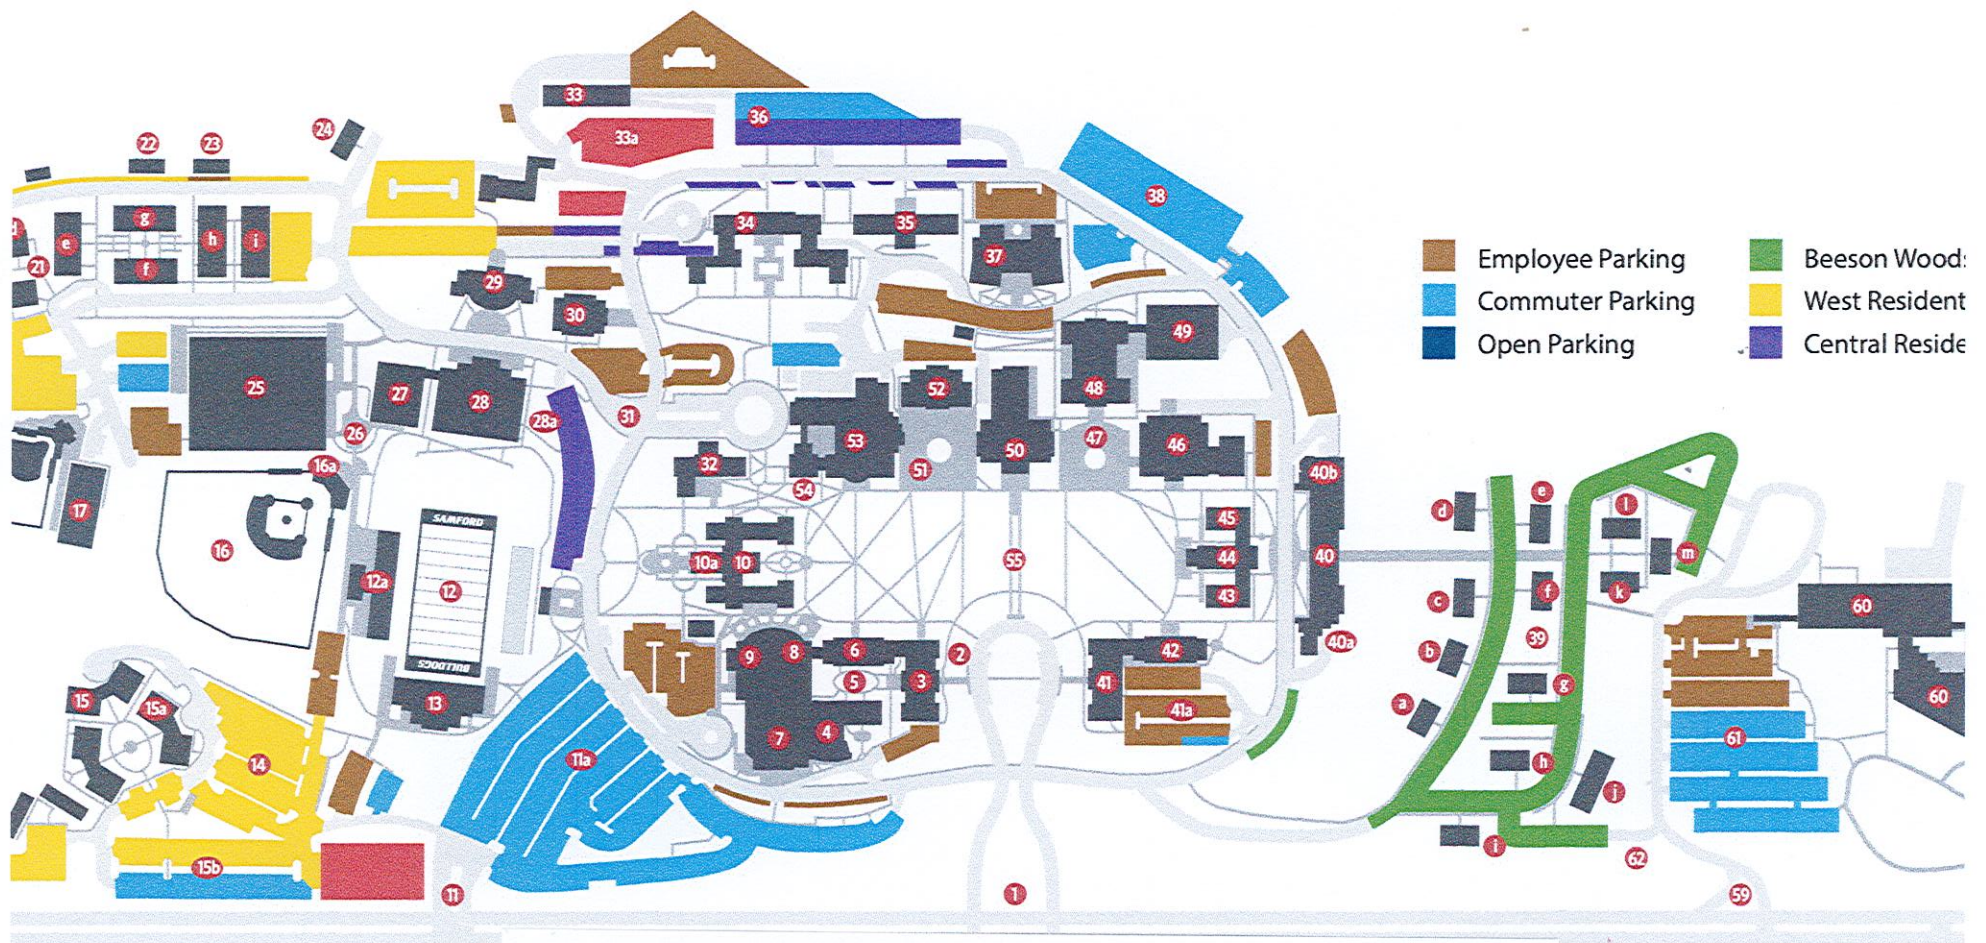 33
36
33a
24
22
23
38
34
35
g
d
e
h
i
37
21
f
29
30
49
25
27
28
52
48
28a
31
26
53
51
50
47
46
32
16a
40b
54
17
SAMFORD
45
d
e
l
16
10a
10
55
44
40
m
12a
12
43
c
f
k
60
BULLDOGS
9
8
6
2
42
40a
b
39
15
15a
13
5
3
41
41a
a
g
60
7
4
14
11a
h
61
j
15b
i
62
11
1
59
Employee Parking
Commuter Parking
Open Parking
Beeson Woods
West Resident
Central Reside